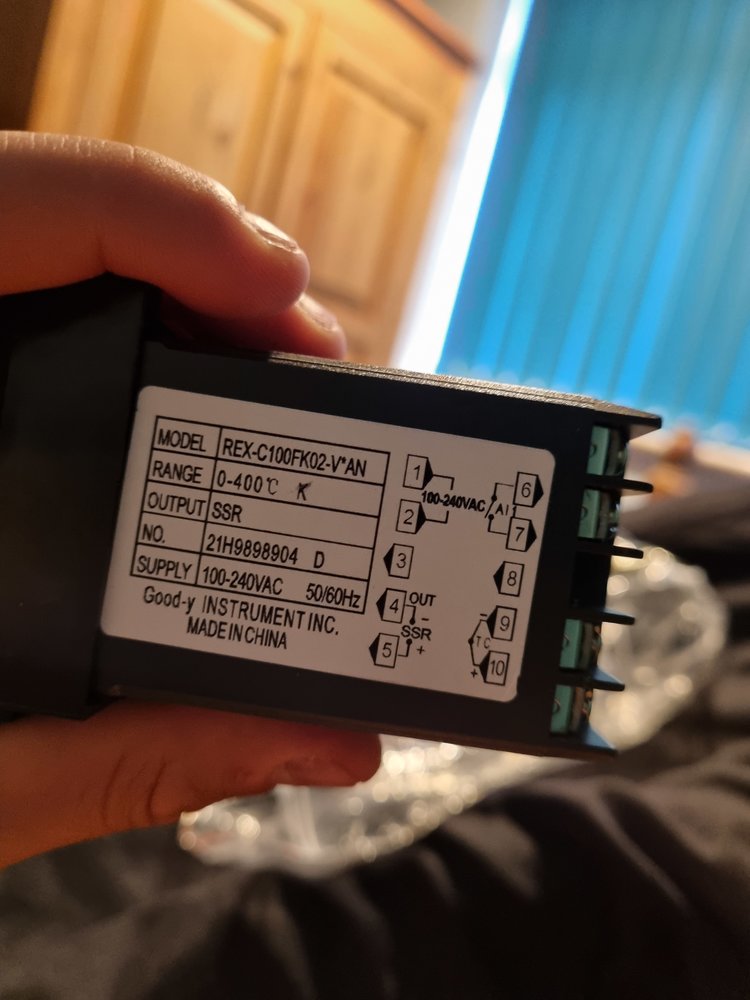 MODEL REX-C100FK02-V*AN
RANGE 0-400℃ K
OUTPUT SSR
NO. 21H9898904 D
SUPPLY 100-240VAC 50/60Hz
Good-y INSTRUMENT INC.
MADE IN CHINA
1
2
100-240VAC
3
4
OUT
-
SSR
+
5
6
AL1
7
8
-
9
TC
+
10